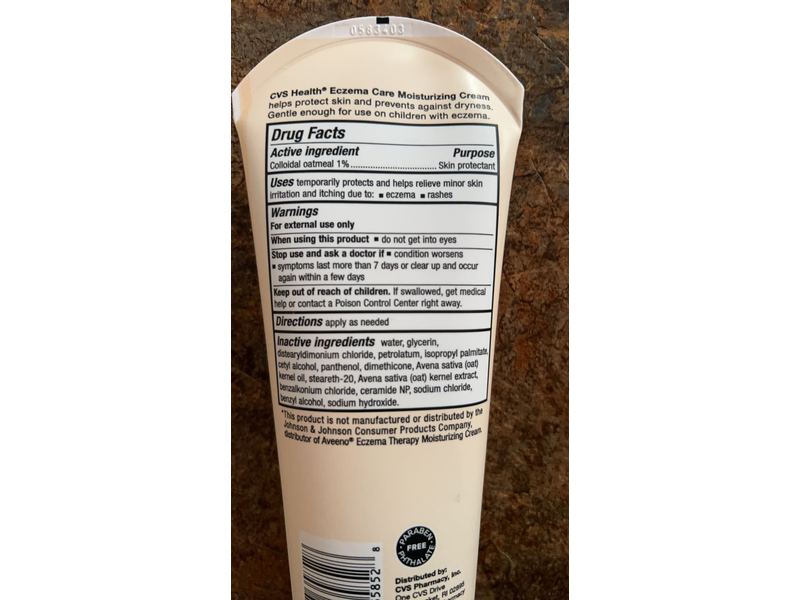 0583403
CVS Health® Eczema Care Moisturizing Cream
helps protect skin and prevents against dryness.
Gentle enough for use on children with eczema.
Drug Facts
Active ingredient Purpose
Colloidal oatmeal 1%............................. Skin protectant
Uses temporarily protects and helps relieve minor skin
irritation and itching due to: ■ eczema ■ rashes
Warnings
For external use only
When using this product ■ do not get into eyes
Stop use and ask a doctor if ■ condition worsens
■ symptoms last more than 7 days or clear up and occur
again within a few days
Keep out of reach of children. If swallowed, get medical
help or contact a Poison Control Center right away.
Directions apply as needed
Inactive ingredients water, glycerin,
distearyldimonium chloride, petrolatum, isopropyl palmitate,
cetyl alcohol, panthenol, dimethicone, Avena sativa (oat)
kernel oil, steareth-20, Avena sativa (oat) kernel extract,
benzalkonium chloride, ceramide NP, sodium chloride,
benzyl alcohol, sodium hydroxide.
*This product is not manufactured or distributed by the
Johnson & Johnson Consumer Products Company,
distributor of Aveeno® Eczema Therapy Moisturizing Cream.
PARABEN
FREE
PHTHALATE
5852 8
Distributed by:
CVS Pharmacy, Inc.
One CVS Drive
RI 02895